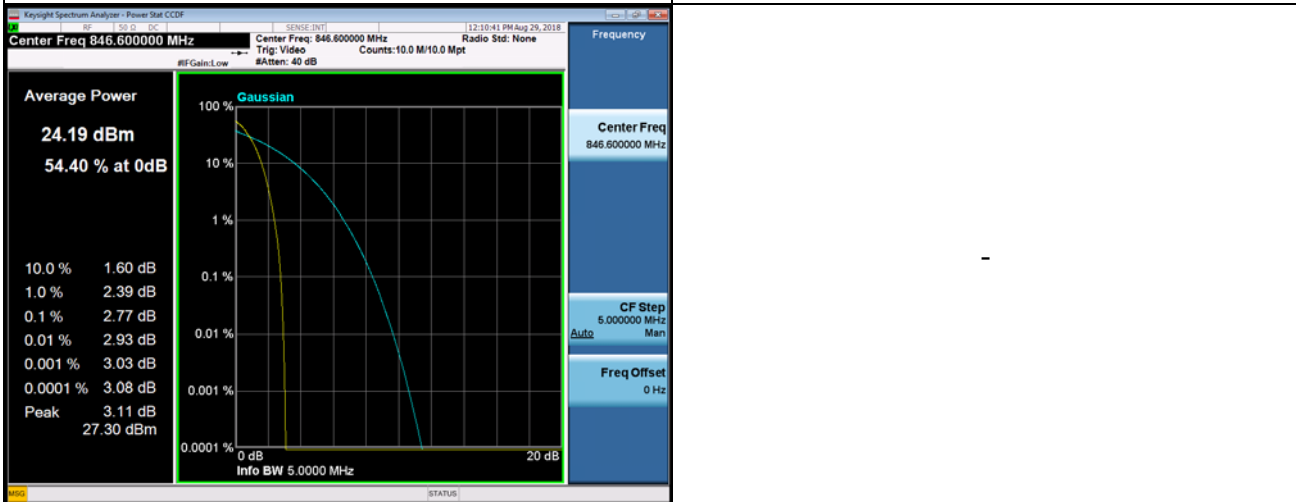 Keysight Spectrum Analyzer - Power Stat CCDF
RF 50 Ω DC SENSE:INT 12:10:41 PM Aug 29, 2018
Center Freq 846.600000 MHz
Center Freq: 846.600000 MHz Radio Std: None
Trig: Video Counts:10.0 M/10.0 Mpt
#IFGain:Low #Atten: 40 dB
Frequency
Average Power
24.19 dBm
54.40 % at 0dB
10.0 % 1.60 dB
1.0 % 2.39 dB
0.1 % 2.77 dB
0.01 % 2.93 dB
0.001 % 3.03 dB
0.0001 % 3.08 dB
Peak 3.11 dB
27.30 dBm
Gaussian
100 %
10 %
1 %
0.1 %
0.01 %
0.001 %
0.0001 %
0 dB 20 dB
Info BW 5.0000 MHz
Center Freq
846.600000 MHz
CF Step
5.000000 MHz
Auto Man
Freq Offset
0 Hz
MSG STATUS
-